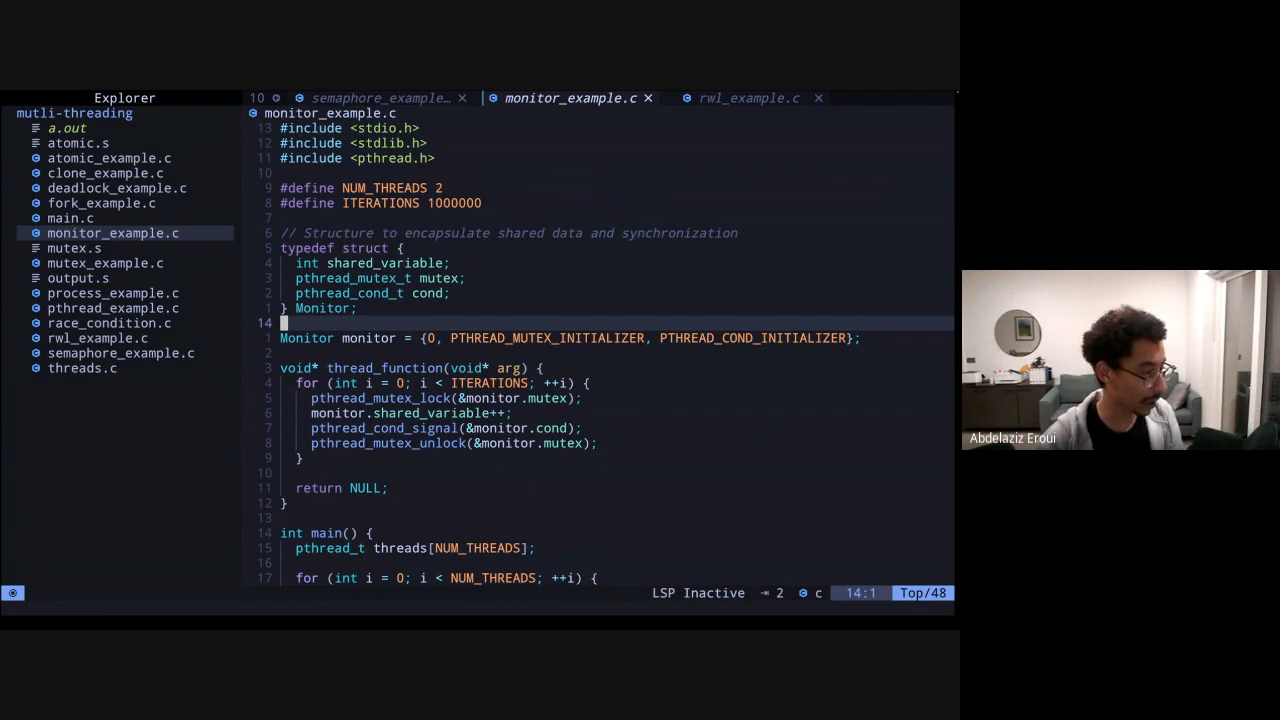 Explorer
mutli-threading
a.out
atomic.s
atomic_example.c
clone_example.c
deadlock_example.c
fork_example.c
main.c
monitor_example.c
mutex.s
mutex_example.c
output.s
process_example.c
pthread_example.c
race_condition.c
rwl_example.c
semaphore_example.c
threads.c
10 semaphore_example… × monitor_example.c × rwl_example.c ×
monitor_example.c
13 #include <stdio.h>
12 #include <stdlib.h>
11 #include <pthread.h>
10
9 #define NUM_THREADS 2
8 #define ITERATIONS 1000000
7
6 // Structure to encapsulate shared data and synchronization
5 typedef struct {
4 int shared_variable;
3 pthread_mutex_t mutex;
2 pthread_cond_t cond;
1 } Monitor;
14
1 Monitor monitor = {0, PTHREAD_MUTEX_INITIALIZER, PTHREAD_COND_INITIALIZER};
2
3 void* thread_function(void* arg) {
4 for (int i = 0; i < ITERATIONS; ++i) {
5 pthread_mutex_lock(&monitor.mutex);
6 monitor.shared_variable++;
7 pthread_cond_signal(&monitor.cond);
8 pthread_mutex_unlock(&monitor.mutex);
9 }
10
11 return NULL;
12 }
13
14 int main() {
15 pthread_t threads[NUM_THREADS];
16
17 for (int i = 0; i < NUM_THREADS; ++i) {
LSP Inactive ⇥ 2 c 14:1 Top/48
Abdelaziz Eroui